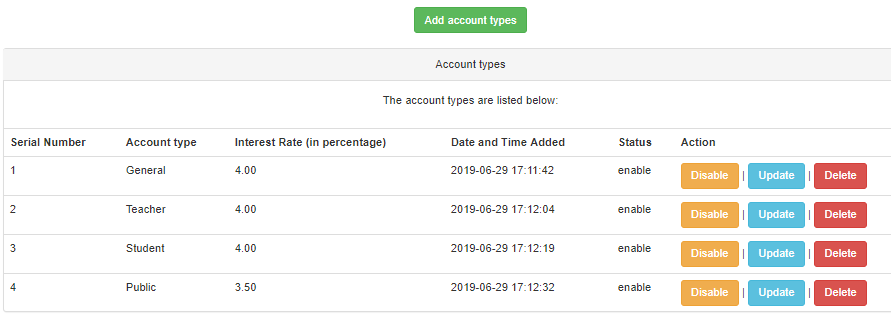 Add account types
Account types
The account types are listed below:
Serial Number Account type Interest Rate (in percentage) Date and Time Added Status Action
1 General 4.00 2019-06-29 17:11:42 enable Disable | Update | Delete
2 Teacher 4.00 2019-06-29 17:12:04 enable Disable | Update | Delete
3 Student 4.00 2019-06-29 17:12:19 enable Disable | Update | Delete
4 Public 3.50 2019-06-29 17:12:32 enable Disable | Update | Delete